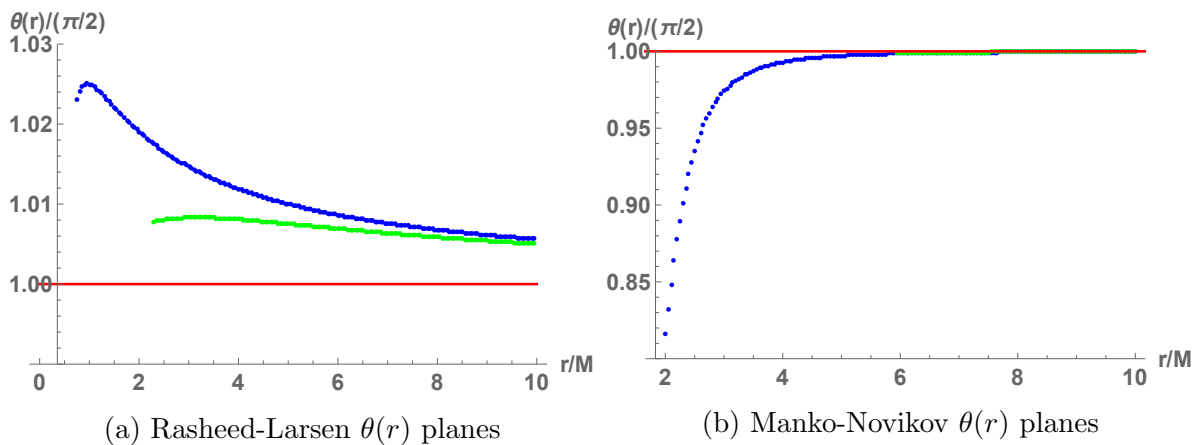 θ(r)/(π/2)
1.03
1.02
1.01
1.00
0 2 4 6 8 10 r/M
(a) Rasheed-Larsen θ(r) planes
θ(r)/(π/2)
1.00
0.95
0.90
0.85
2 4 6 8 10 r/M
(b) Manko-Novikov θ(r) planes